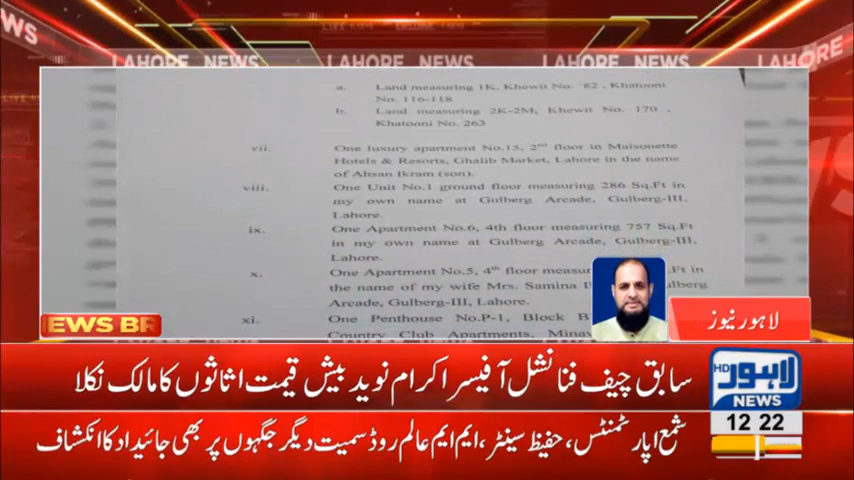 LAHORE NEWS
LAHORE NEWS
LAHORE
a. Land measuring 1K, Khewit No. 82 , Khatooni
No. 116-118
b. Land measuring 2K-2M, Khewit No. 170 ,
Khatooni No. 263
vii. One luxury apartment No.15, 2nd floor in Maisonette
Hotels & Resorts, Ghalib Market, Lahore in the name
of Ahsan Ikram (son).
viii. One Unit No.1 ground floor measuring 286 Sq.Ft in
my own name at Gulberg Arcade, Gulberg-III,
Lahore.
ix. One Apartment No.6, 4th floor measuring 757 Sq.Ft
in my own name at Gulberg Arcade, Gulberg-III,
Lahore.
x. One Apartment No.5, 4th floor .Ft in
the name of my wife Mrs. Samina
Arcade, Gulberg-III, Lahore.
xi. One Penthouse No.P-1, Block
Country Club Apartments,
EWS BR
لاہور نیوز
سابق چیف فنانشل آفیسر اکرام نوید بیش قیمت اثاثوں کا مالک نکلا
HD لاہور NEWS
12 22
شمع اپارٹمنٹس، حفیظ سینٹر، ایم ایم عالم روڈ سمیت دیگر جگہوں پر بھی جائیداد کا انکشاف